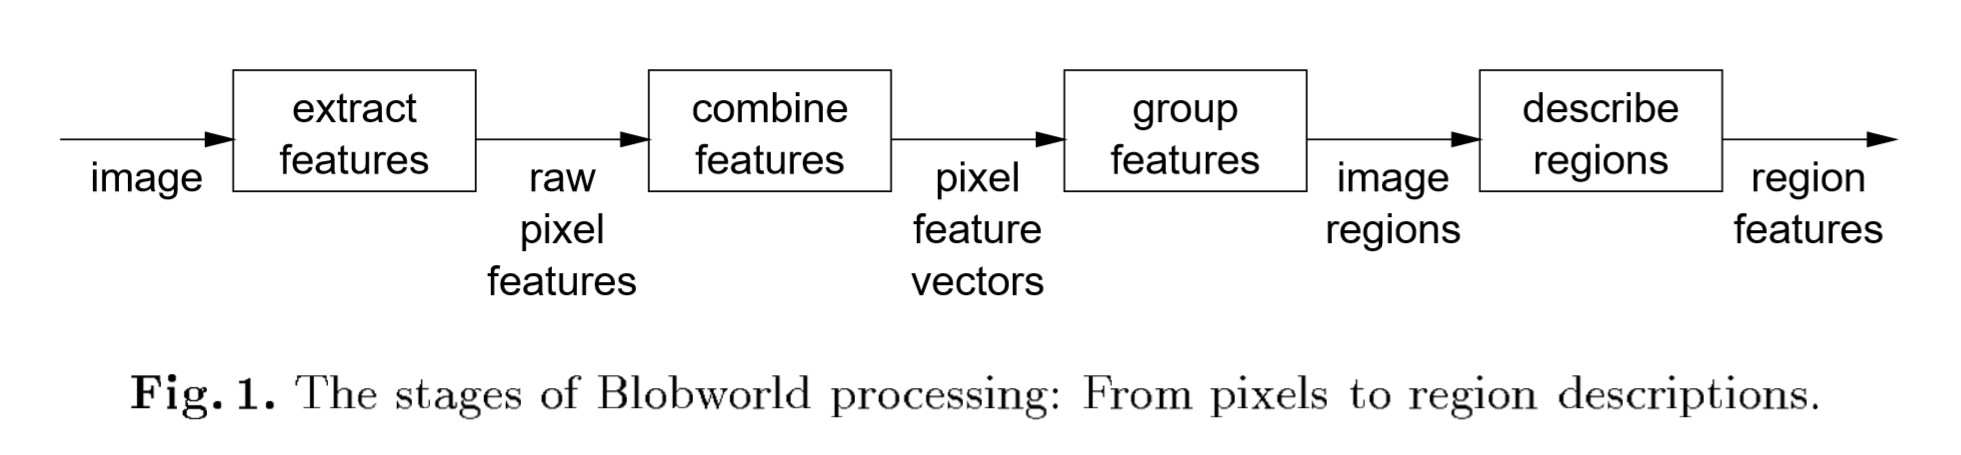 extract
features
combine
features
group
features
describe
regions
image
raw
pixel
features
pixel
feature
vectors
image
regions
region
features
Fig. 1. The stages of Blobworld processing: From pixels to region descriptions.